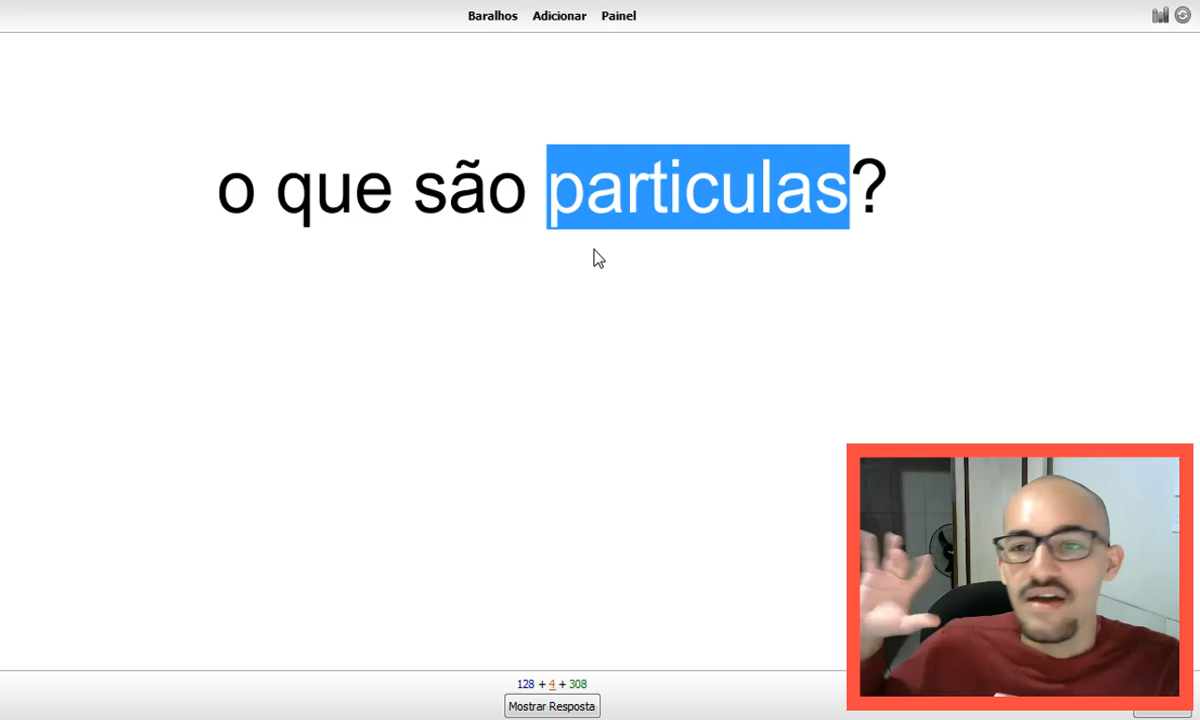 Baralhos Adicionar Painel
o que são particulas?
128 + 4 + 308
Mostrar Resposta